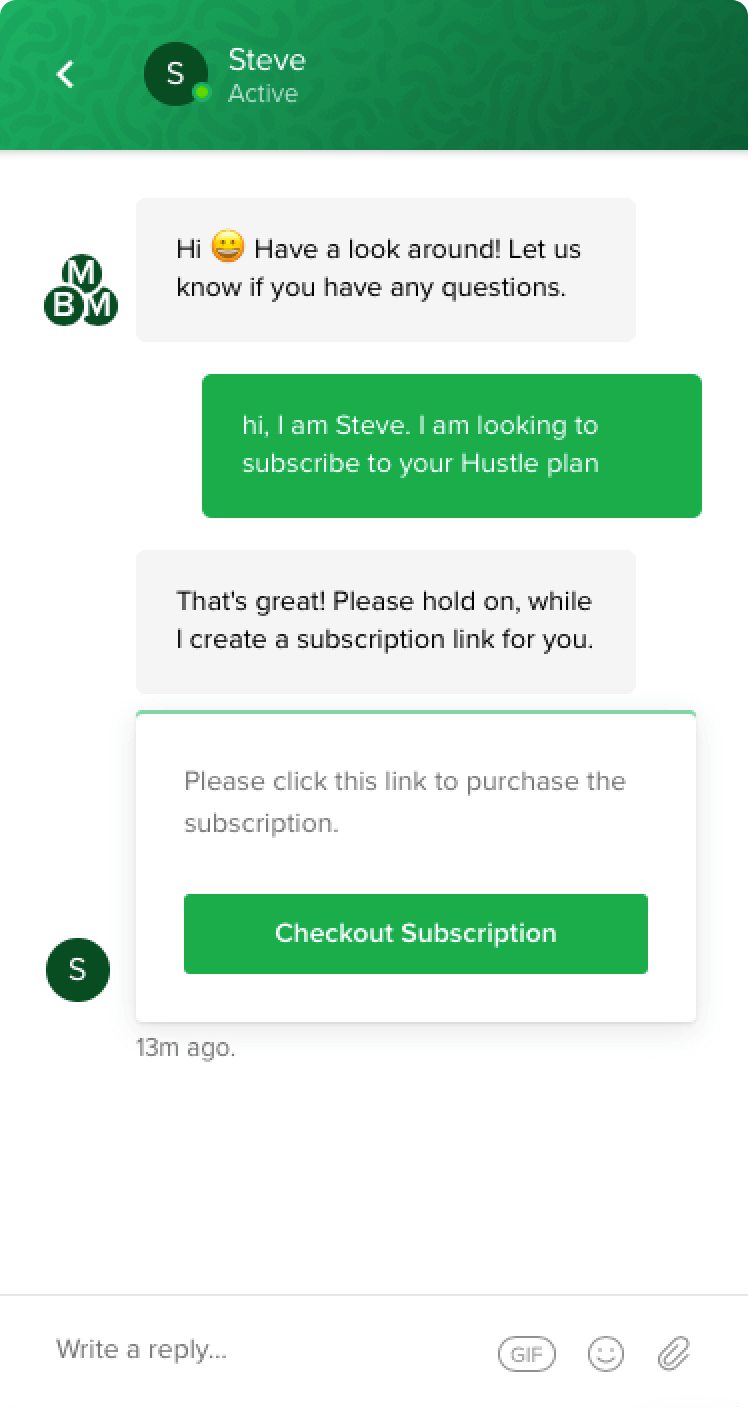 S
Steve
Active
Hi 😀 Have a look around! Let us
know if you have any questions.
M
B M
hi, I am Steve. I am looking to
subscribe to your Hustle plan
That's great! Please hold on, while
I create a subscription link for you.
Please click this link to purchase the
subscription.
Checkout Subscription
S
13m ago.
Write a reply...
GIF